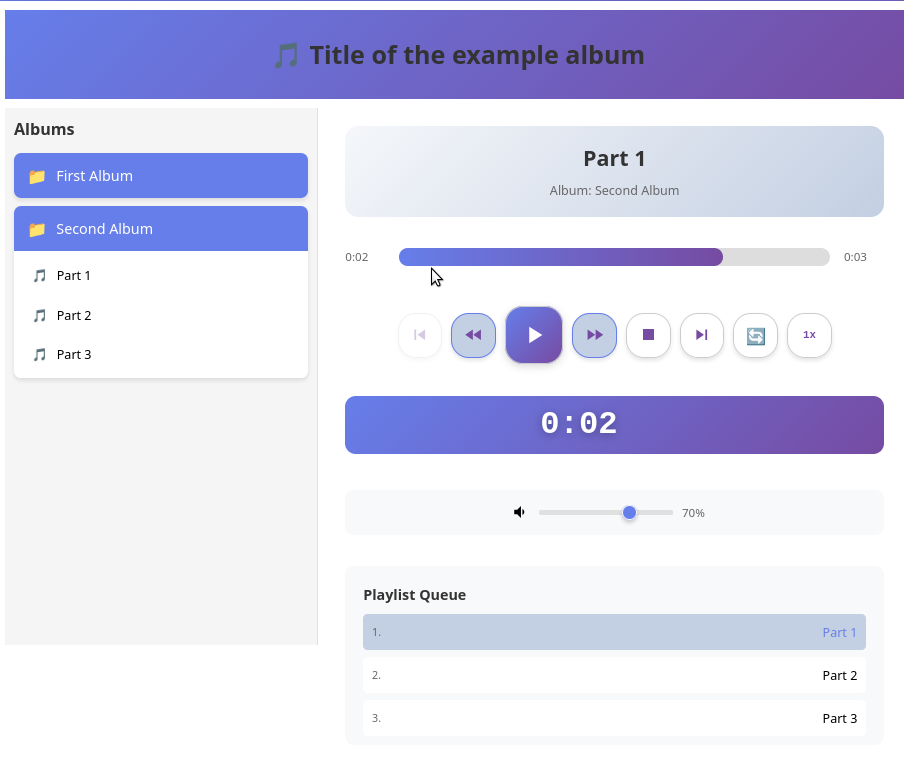 Title of the example album
Albums
First Album
Second Album
Part 1
Part 2
Part 3
Part 1
Album: Second Album
0:02
0:03
1x
0:02
70%
Playlist Queue
1. Part 1
2. Part 2
3. Part 3